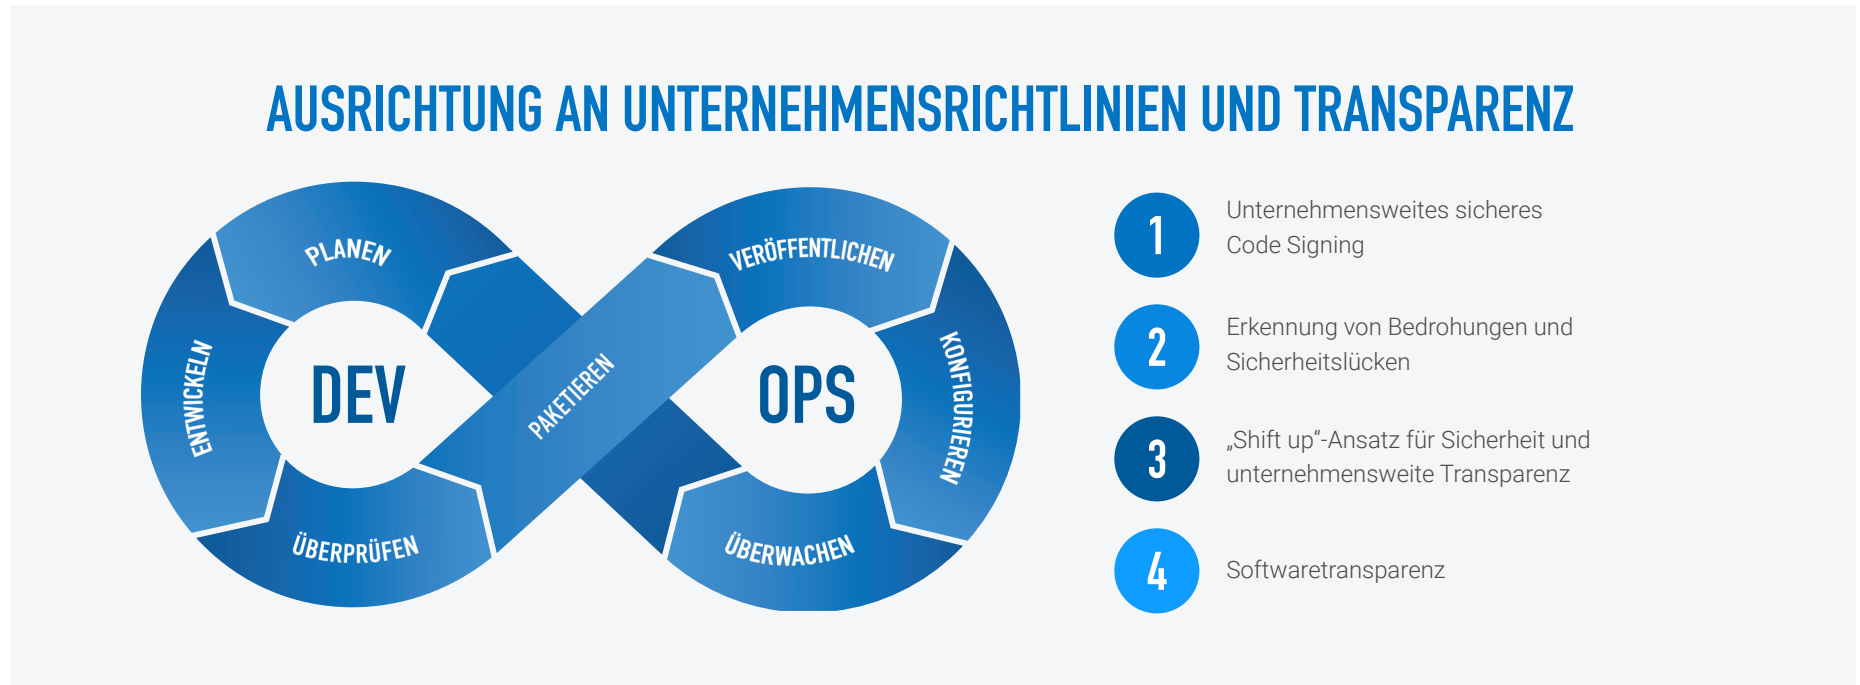 AUSRICHTUNG AN UNTERNEHMENSRICHTLINIEN UND TRANSPARENZ
PLANEN
ENTWICKELN
ÜBERPRÜFEN
DEV
PAKETIEREN
VERÖFFENTLICHEN
KONFIGURIEREN
ÜBERWACHEN
OPS
1
Unternehmensweites sicheres
Code Signing
2
Erkennung von Bedrohungen und
Sicherheitslücken
3
„Shift up“-Ansatz für Sicherheit und
unternehmensweite Transparenz
4
Softwaretransparenz